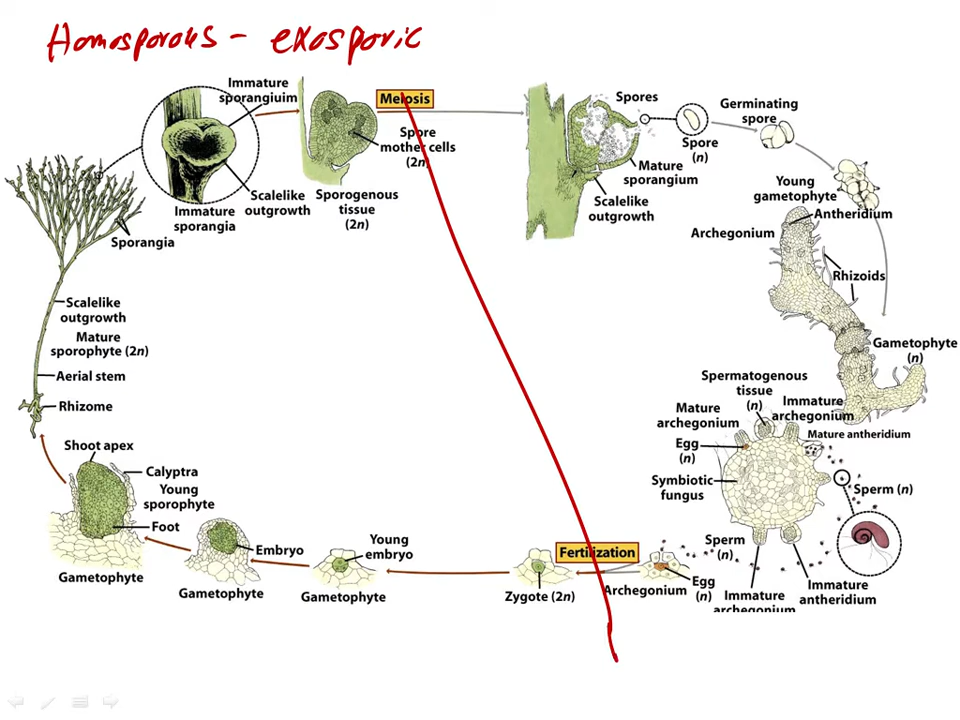 Homosporous - exosporic
Immature
sporangiuim
Meiosis
Spore
mother cells
(2n)
Sporogenous
tissue
(2n)
Scalelike
outgrowth
Immature
sporangia
Sporangia
Spores
Spore
(n)
Germinating
spore
Mature
sporangium
Scalelike
outgrowth
Young
gametophyte
Antheridium
Archegonium
Rhizoids
Gametophyte
(n)
Scalelike
outgrowth
Mature
sporophyte (2n)
Aerial stem
Rhizome
Shoot apex
Calyptra
Young
sporophyte
Foot
Gametophyte
Embryo
Gametophyte
Young
embryo
Gametophyte
Zygote (2n)
Fertilization
Archegonium
Egg
(n)
Sperm
(n)
Spermatogenous
tissue
(n)
Immature
archegonium
Mature
archegonium
Mature antheridium
Egg
(n)
Symbiotic
fungus
Sperm (n)
Immature
archegonium
Immature
antheridium